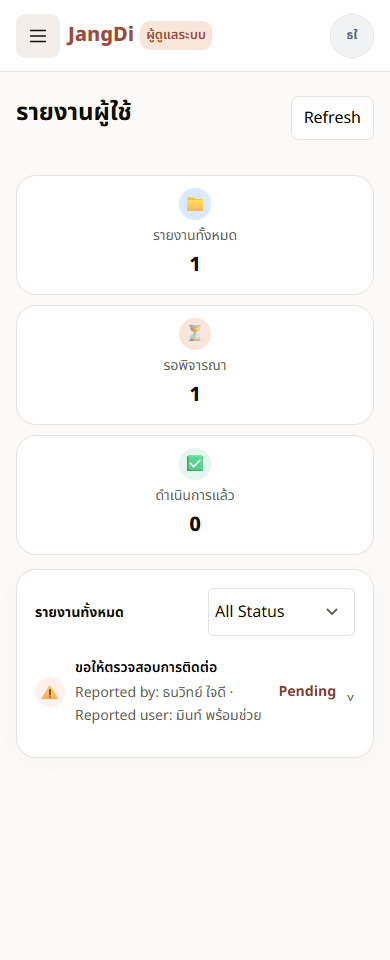 JangDi ผู้ดูแลระบบ ธใ
รายงานผู้ใช้ Refresh
รายงานทั้งหมด
1
รอพิจารณา
1
ดำเนินการแล้ว
0
รายงานทั้งหมด All Status
ขอให้ตรวจสอบการติดต่อ
Reported by: ธนวิทย์ ใจดี · Pending v
Reported user: มินท์ พร้อมช่วย